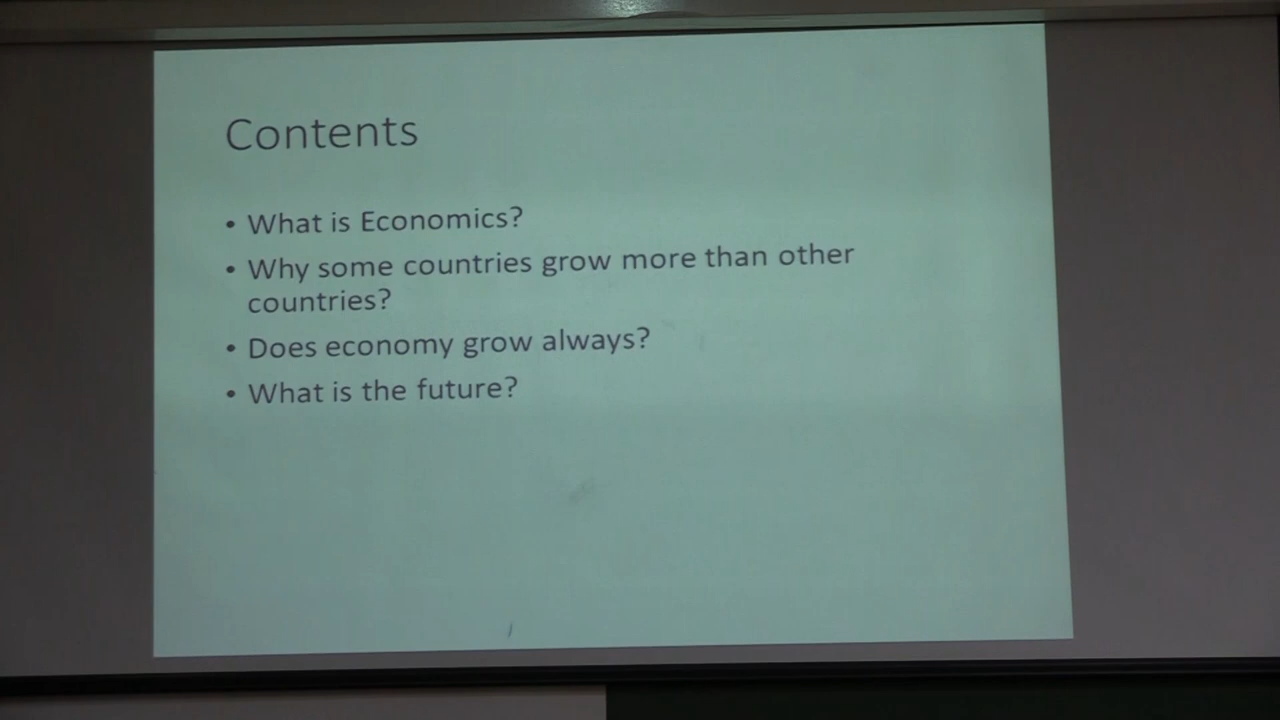 Contents
• What is Economics?
• Why some countries grow more than other
countries?
• Does economy grow always?
• What is the future?